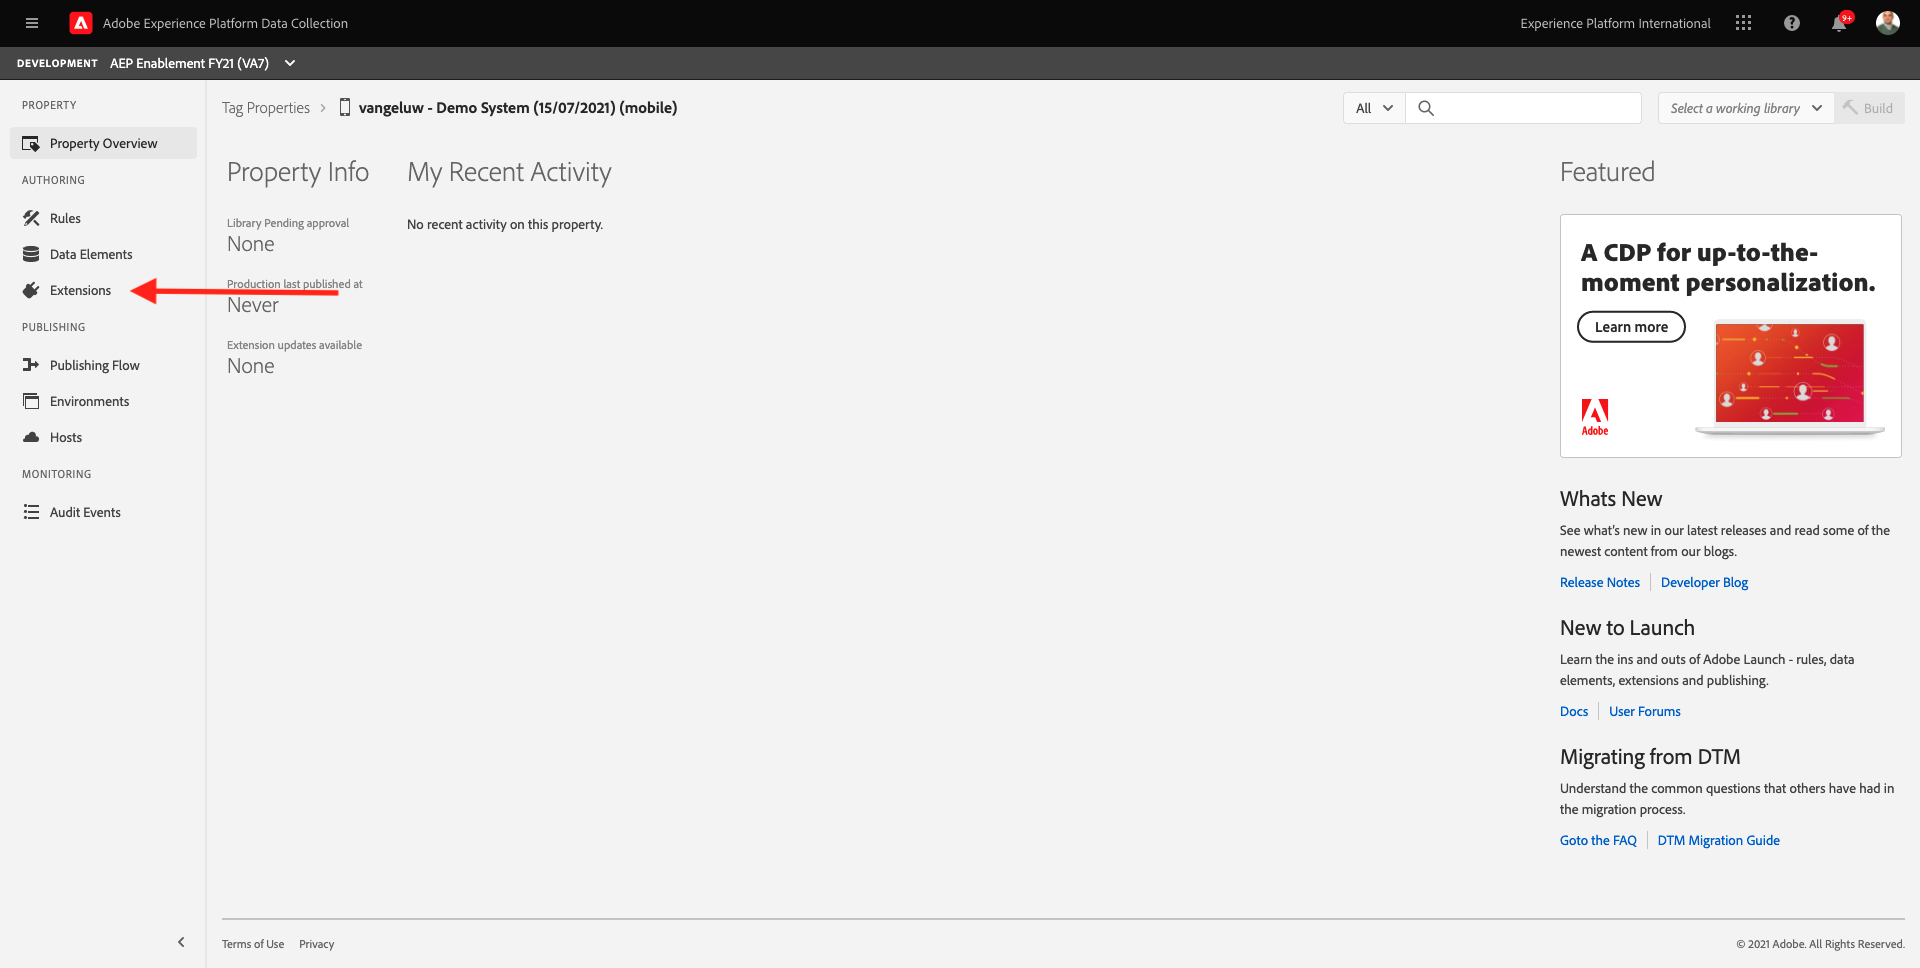 Adobe Experience Platform Data Collection
Experience Platform International
9+
DEVELOPMENT AEP Enablement FY21 (VA7)
PROPERTY
Property Overview
AUTHORING
Rules
Data Elements
Extensions
PUBLISHING
Publishing Flow
Environments
Hosts
MONITORING
Audit Events
Tag Properties > vangeluw - Demo System (15/07/2021) (mobile)
All
Select a working library
Build
Property Info
Library Pending approval
None
Production last published at
Never
Extension updates available
None
My Recent Activity
No recent activity on this property.
Featured
A CDP for up-to-the-
moment personalization.
Learn more
Adobe
Whats New
See what's new in our latest releases and read some of the
newest content from our blogs.
Release Notes Developer Blog
New to Launch
Learn the ins and outs of Adobe Launch - rules, data
elements, extensions and publishing.
Docs User Forums
Migrating from DTM
Understand the common questions that others have had in
the migration process.
Goto the FAQ DTM Migration Guide
Terms of Use Privacy
© 2021 Adobe. All Rights Reserved.